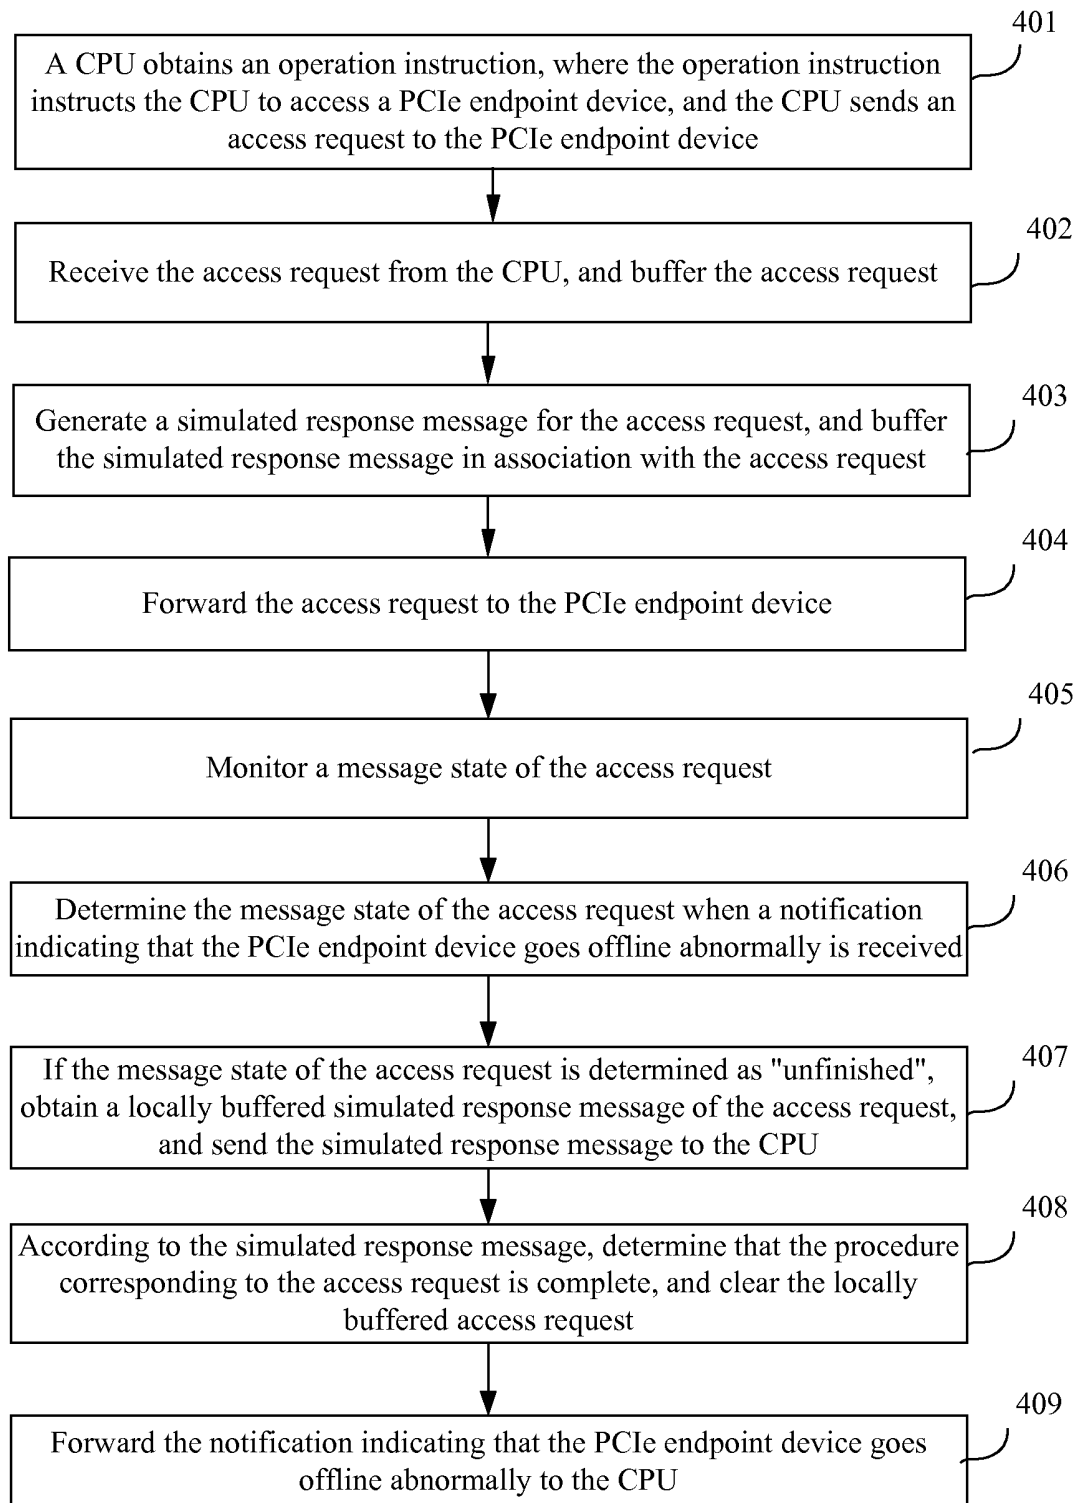 401
A CPU obtains an operation instruction, where the operation instruction
instructs the CPU to access a PCIe endpoint device, and the CPU sends an
access request to the PCIe endpoint device
402
Receive the access request from the CPU, and buffer the access request
403
Generate a simulated response message for the access request, and buffer
the simulated response message in association with the access request
404
Forward the access request to the PCIe endpoint device
405
Monitor a message state of the access request
406
Determine the message state of the access request when a notification
indicating that the PCIe endpoint device goes offline abnormally is received
407
If the message state of the access request is determined as "unfinished",
obtain a locally buffered simulated response message of the access request,
and send the simulated response message to the CPU
408
According to the simulated response message, determine that the procedure
corresponding to the access request is complete, and clear the locally
buffered access request
409
Forward the notification indicating that the PCIe endpoint device goes
offline abnormally to the CPU